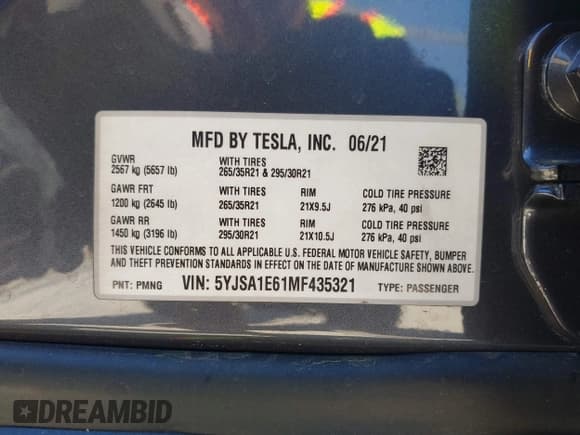 MFD BY TESLA, INC. 06/21
GVWR WITH TIRES
2567 kg (5657 lb) 265/35R21 & 295/30R21
GAWR FRT WITH TIRES RIM COLD TIRE PRESSURE
1200 kg (2645 lb) 265/35R21 21X9.5J 276 kPa, 40 psi
GAWR RR WITH TIRES RIM COLD TIRE PRESSURE
1450 kg (3196 lb) 295/30R21 21X10.5J 276 kPa, 40 psi
THIS VEHICLE CONFORMS TO ALL APPLICABLE U.S. FEDERAL MOTOR VEHICLE SAFETY, BUMPER
AND THEFT PREVENTION STANDARDS IN EFFECT ON THE DATE OF MANUFACTURE SHOWN ABOVE.
PNT: PMNG VIN: 5YJSA1E61MF435321 TYPE: PASSENGER
DREAMBID